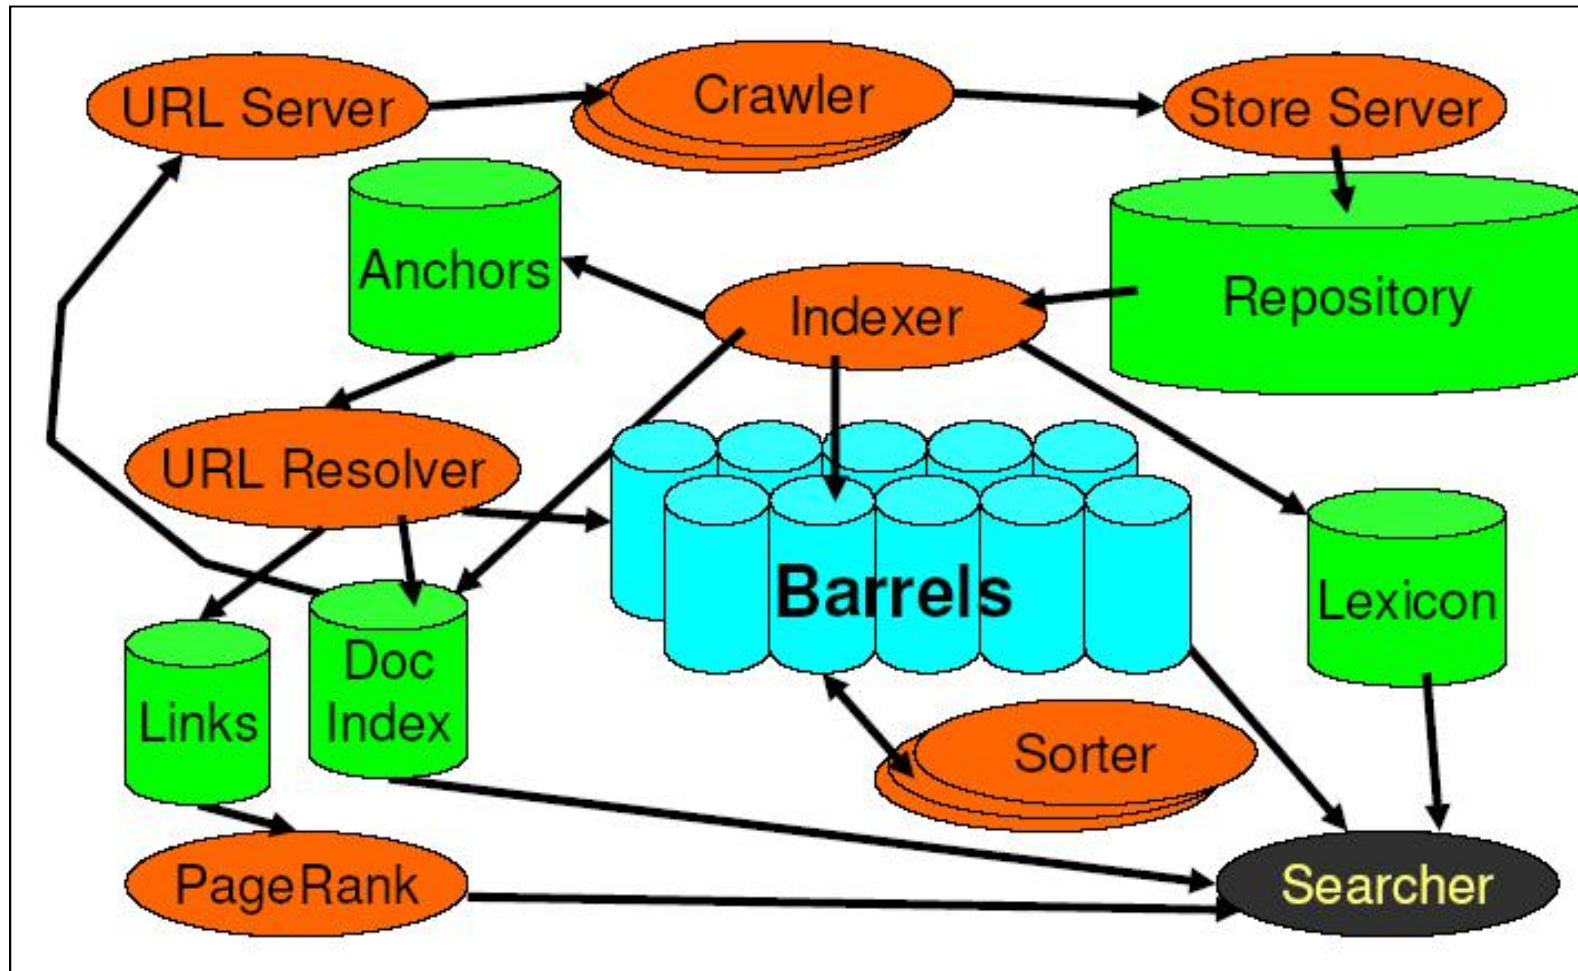 URL Server
Crawler
Store Server
Anchors
Indexer
Repository
URL Resolver
Barrels
Lexicon
Links
Doc
Index
Sorter
PageRank
Searcher